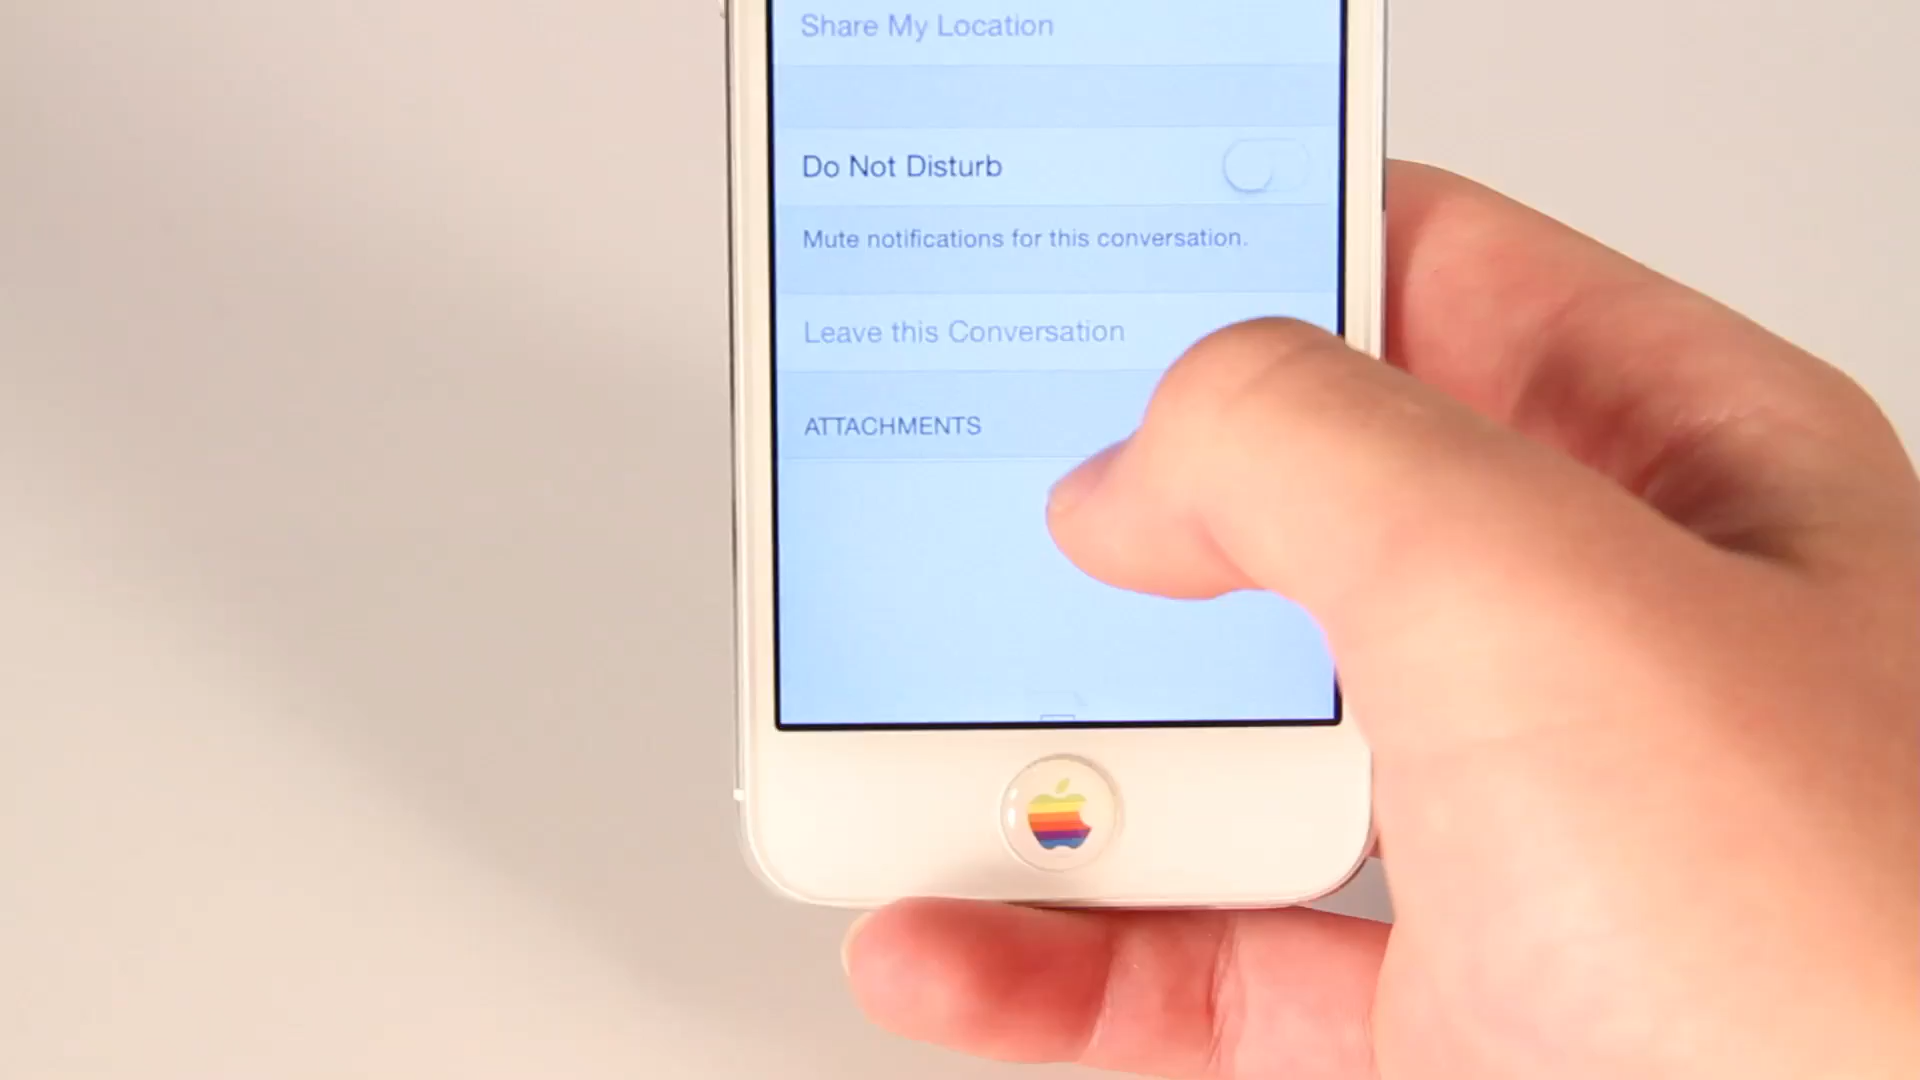 Share My Location
Do Not Disturb
Mute notifications for this conversation.
Leave this Conversation
ATTACHMENTS